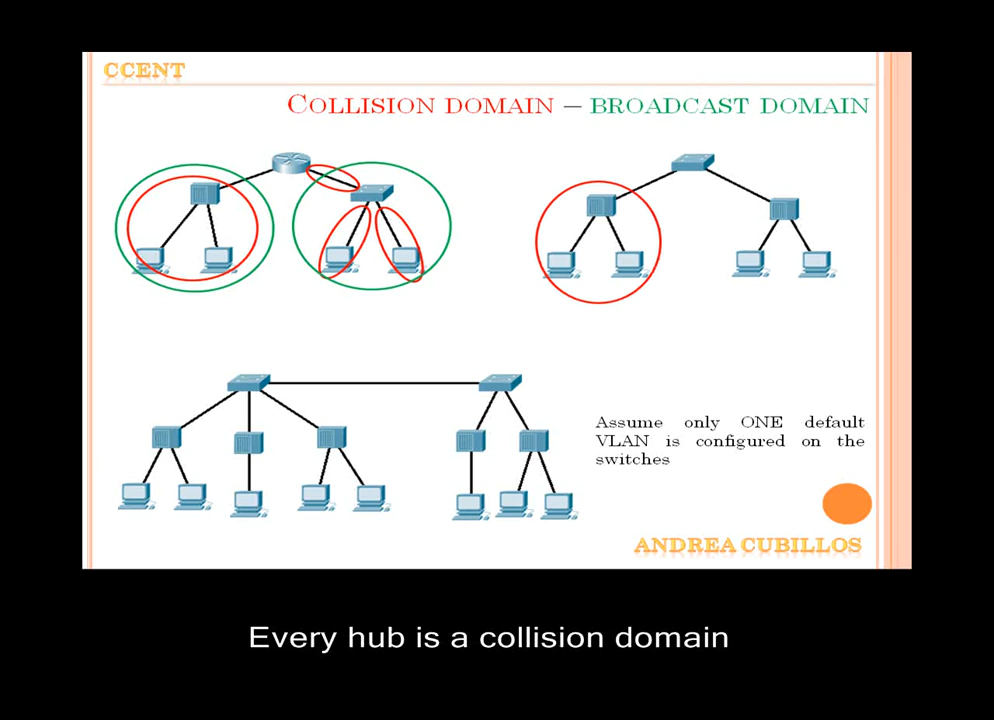 CCENT
COLLISION DOMAIN – BROADCAST DOMAIN
Assume only ONE default
VLAN is configured on the
switches
ANDREA CUBILLOS
Every hub is a collision domain